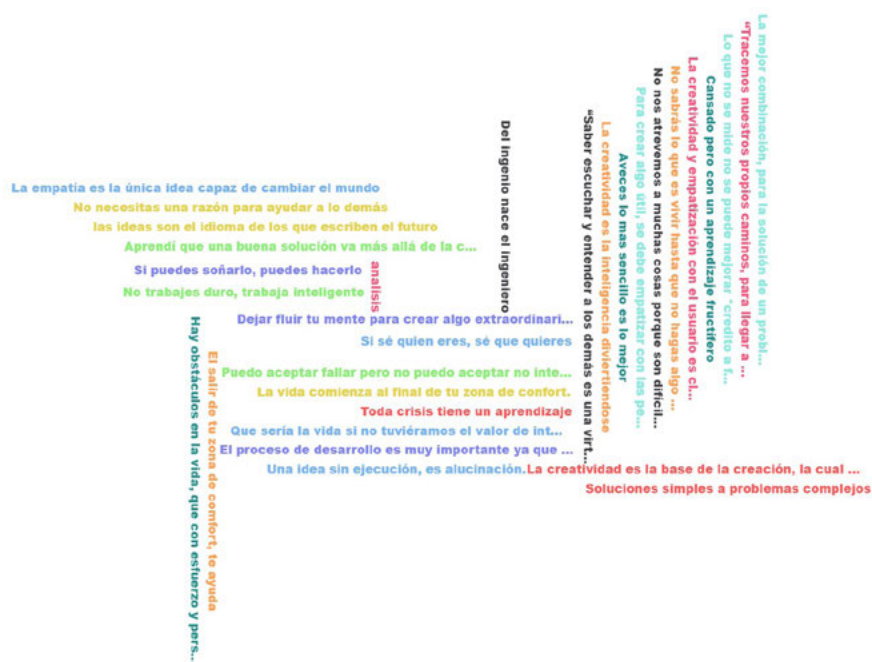 La empatía es la única idea capaz de cambiar el mundo
No necesitas una razón para ayudar a lo demás
las ideas son el idioma de los que escriben el futuro
Aprendí que una buena solución va más allá de la c...
Si puedes soñarlo, puedes hacerlo
No trabajes duro, trabaja inteligente
analisis
Dejar fluir tu mente para crear algo extraordinari...
Si sé quien eres, sé que quieres
Puedo aceptar fallar pero no puedo aceptar no inte...
La vida comienza al final de tu zona de confort.
Toda crisis tiene un aprendizaje
Que sería la vida si no tuviéramos el valor de int...
El proceso de desarrollo es muy importante ya que ...
Una idea sin ejecución, es alucinación.
La creatividad es la base de la creación, la cual ...
Soluciones simples a problemas complejos
Hay obstáculos en la vida, que con esfuerzo y pers...
El salir de tu zona de comfort, te ayuda
Del ingenio nace el ingeniero
“Saber escuchar y entender a los demás es una virt...
La creatividad es la inteligencia diviertiendose
Aveces lo mas sencillo es lo mejor
Para crear algo útil, se debe empatizar con las pe...
No nos atrevemos a muchas cosas porque son difícil...
No sabrás lo que es vivir hasta que no hagas algo ...
La creatividad y empatización con el usuario es cl...
Cansado pero con un aprendizaje fructífero
Lo que no se mide no se puede mejorar "credito a f...
“Tracemos nuestros propios caminos, para llegar a ...
La mejor combinación, para la solución de un probl...